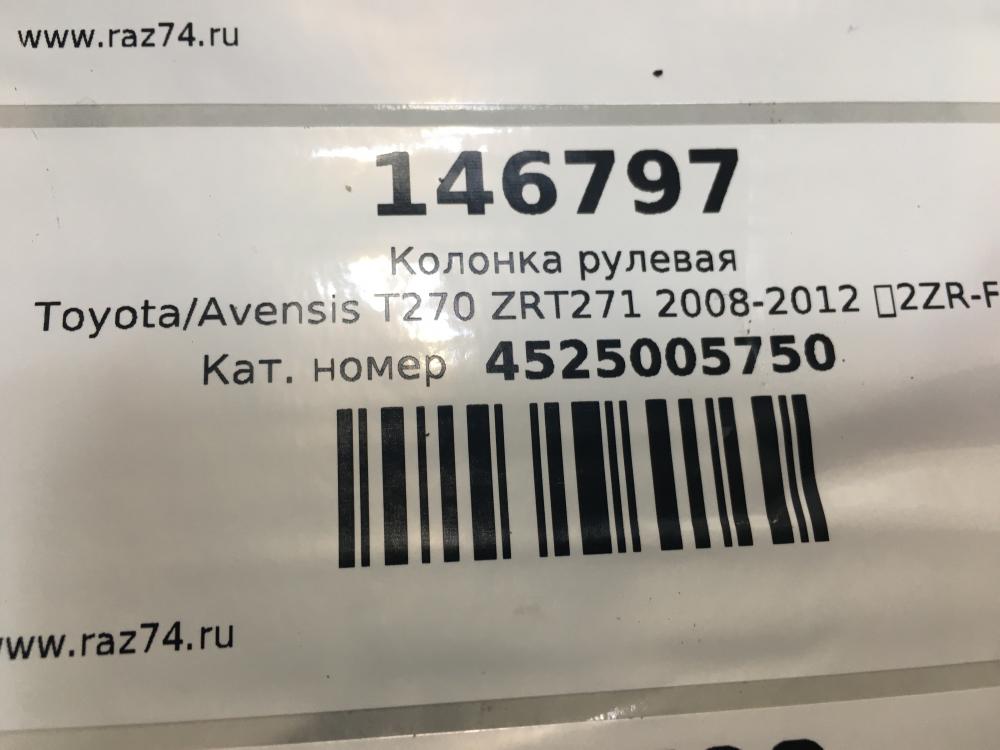 www.raz74.ru
146797
Колонка рулевая
Toyota/Avensis T270 ZRT271 2008-2012 ▯2ZR-F
Кат. номер 4525005750
www.raz74.ru